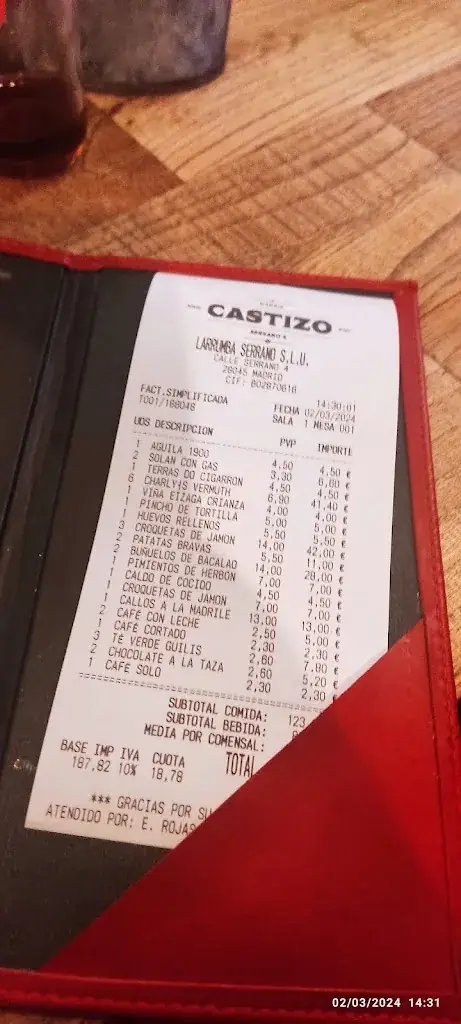 CASTIZO
LARRUMBA SERRANO S.L.U.
CALLE SERRANO 4
28045 MADRID
CIF: B02870616
14:30:01
FACT.SIMPLIFICADA FECHA 02/03/2024
T001/168048 SALA 1 MESA 001
UDS DESCRIPCION PVP IMPORTE
1 AGUILA 1900 4,50 4,50 €
2 SOLAN CON GAS 3,30 6,60 €
1 TERRAS DO CIGARRON 4,50 4,50 €
6 CHARLY¡S VERMUTH 6,90 41,40 €
1 VIÑA EIZAGA CRIANZA 4,00 4,00 €
1 PINCHO DE TORTILLA 5,00 5,00 €
1 HUEVOS RELLENOS 5,50 5,50 €
3 CROQUETAS DE JAMON 14,00 42,00 €
2 PATATAS BRAVAS 5,50 11,00 €
2 BUÑUELOS DE BACALAO 14,00 28,00 €
1 PIMIENTOS DE HERBON 7,00 7,00 €
1 CALDO DE COCIDO 4,50 4,50 €
1 CROQUETAS DE JAMON 7,00 7,00 €
1 CALLOS A LA MADRILE 13,00 13,00 €
2 CAFÉ CON LECHE 2,50 5,00 €
1 CAFÉ CORTADO 2,30 2,30 €
3 TÉ VERDE GUILIS 2,60 7,80 €
2 CHOCOLATE A LA TAZA 2,60 5,20 €
1 CAFÉ SOLO 2,30 2,30 €
SUBTOTAL COMIDA: 123
SUBTOTAL BEBIDA:
MEDIA POR COMENSAL:
BASE IMP IVA CUOTA TOTAL
187,82 10% 18,78
*** GRACIAS POR SU
ATENDIDO POR: E. ROJAS
02/03/2024 14:31